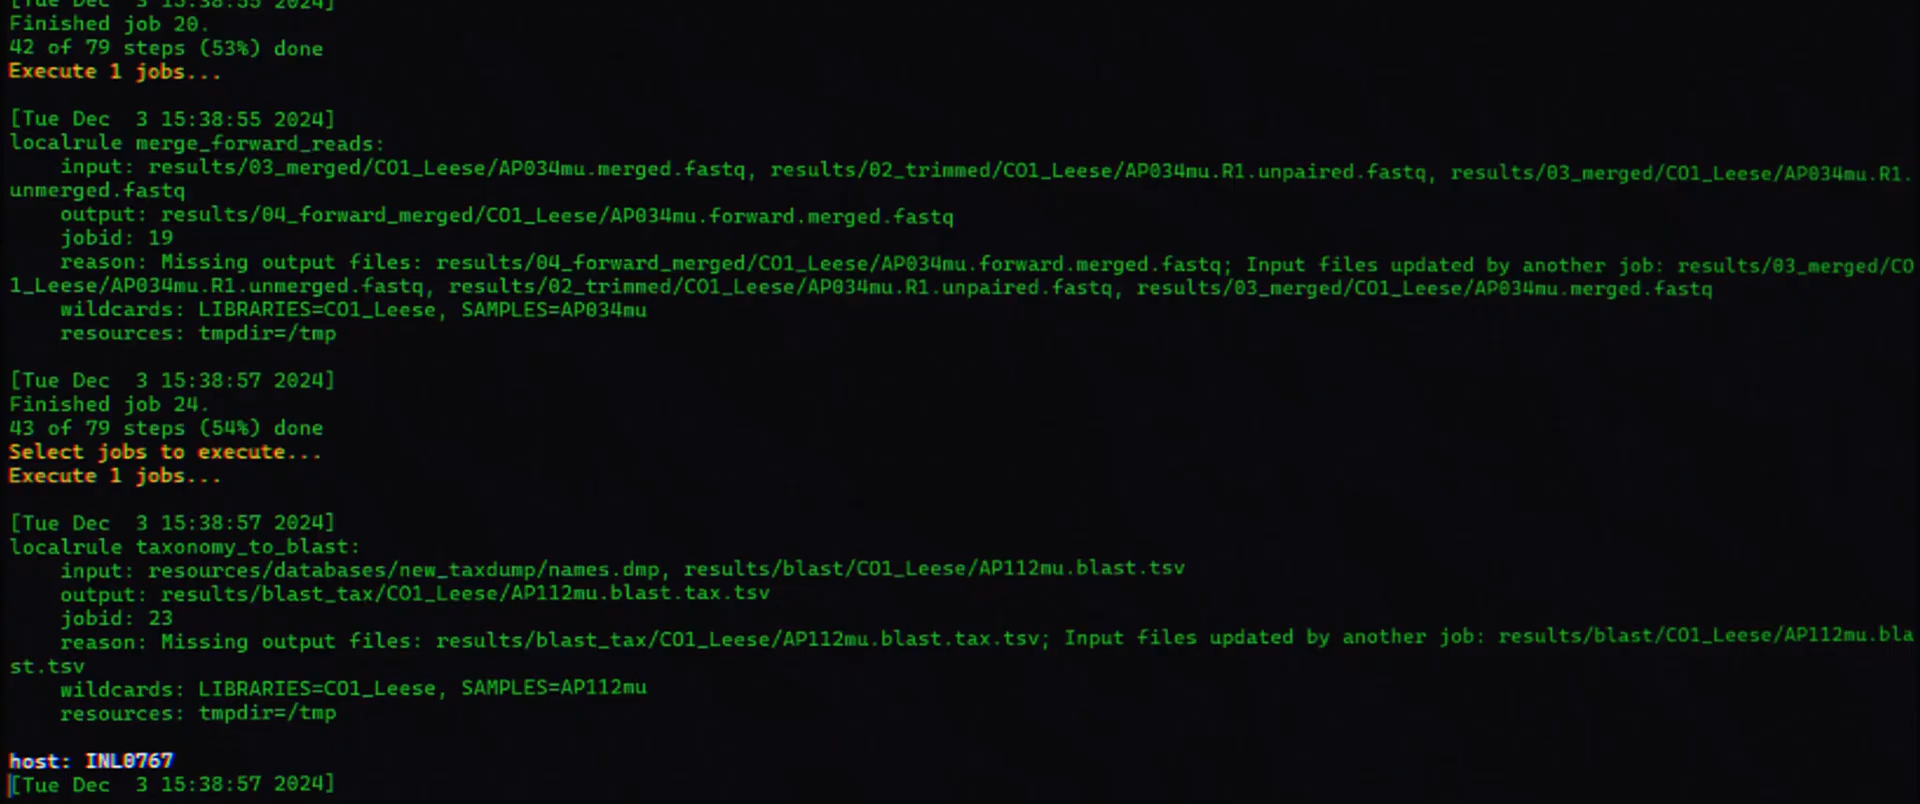 [Tue Dec  3 15:38:55 2024]
Finished job 20.
42 of 79 steps (53%) done
Execute 1 jobs...
[Tue Dec  3 15:38:55 2024]
localrule merge_forward_reads:
    input: results/03_merged/CO1_Leese/AP034mu.merged.fastq, results/02_trimmed/CO1_Leese/AP034mu.R1.unpaired.fastq, results/03_merged/CO1_Leese/AP034mu.R1.
unmerged.fastq
    output: results/04_forward_merged/CO1_Leese/AP034mu.forward.merged.fastq
    jobid: 19
    reason: Missing output files: results/04_forward_merged/CO1_Leese/AP034mu.forward.merged.fastq; Input files updated by another job: results/03_merged/CO
1_Leese/AP034mu.R1.unmerged.fastq, results/02_trimmed/CO1_Leese/AP034mu.R1.unpaired.fastq, results/03_merged/CO1_Leese/AP034mu.merged.fastq
    wildcards: LIBRARIES=CO1_Leese, SAMPLES=AP034mu
    resources: tmpdir=/tmp
[Tue Dec  3 15:38:57 2024]
Finished job 24.
43 of 79 steps (54%) done
Select jobs to execute...
Execute 1 jobs...
[Tue Dec  3 15:38:57 2024]
localrule taxonomy_to_blast:
    input: resources/databases/new_taxdump/names.dmp, results/blast/CO1_Leese/AP112mu.blast.tsv
    output: results/blast_tax/CO1_Leese/AP112mu.blast.tax.tsv
    jobid: 23
    reason: Missing output files: results/blast_tax/CO1_Leese/AP112mu.blast.tax.tsv; Input files updated by another job: results/blast/CO1_Leese/AP112mu.bla
st.tsv
    wildcards: LIBRARIES=CO1_Leese, SAMPLES=AP112mu
    resources: tmpdir=/tmp
host: INL0767
[Tue Dec  3 15:38:57 2024]